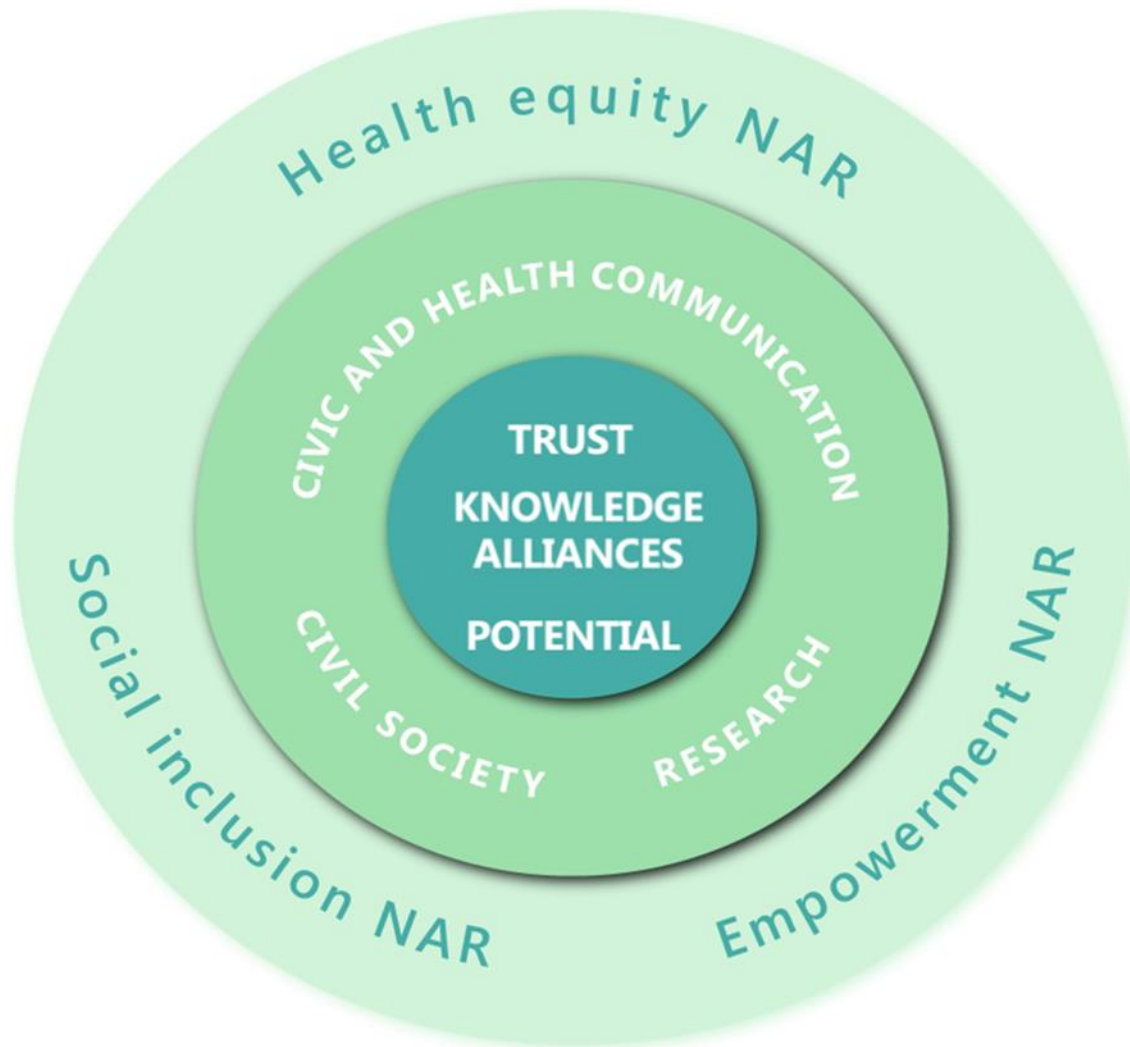 Health equity NAR
CIVIC AND HEALTH COMMUNICATION
TRUST
KNOWLEDGE
ALLIANCES
POTENTIAL
CIVIL SOCIETY
RESEARCH
Social inclusion NAR
Empowerment NAR